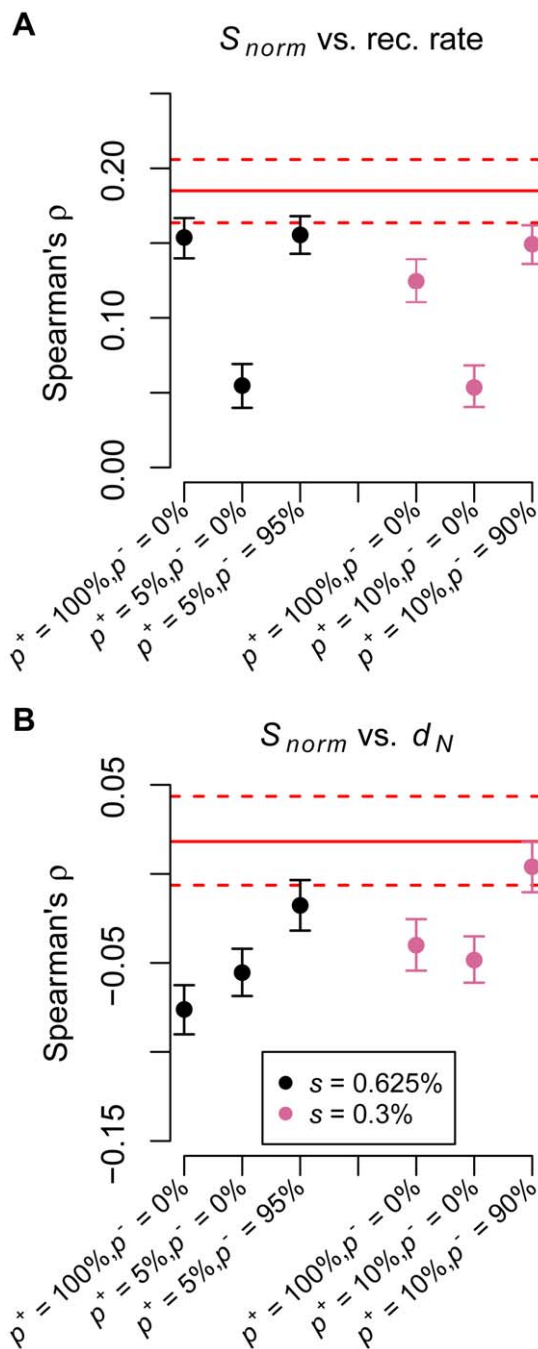 A
S norm vs. rec. rate
Spearman's ρ
0.20
0.10
0.00
p+ = 100%,p- = 0%
p+ = 5%,p- = 0%
p+ = 5%,p- = 95%
p+ = 100%,p- = 0%
p+ = 10%,p- = 0%
p+ = 10%,p- = 90%
B
S norm vs. d N
Spearman's ρ
0.05
−0.05
−0.15
s = 0.625%
s = 0.3%
p+ = 100%,p- = 0%
p+ = 5%,p- = 0%
p+ = 5%,p- = 95%
p+ = 100%,p- = 0%
p+ = 10%,p- = 0%
p+ = 10%,p- = 90%